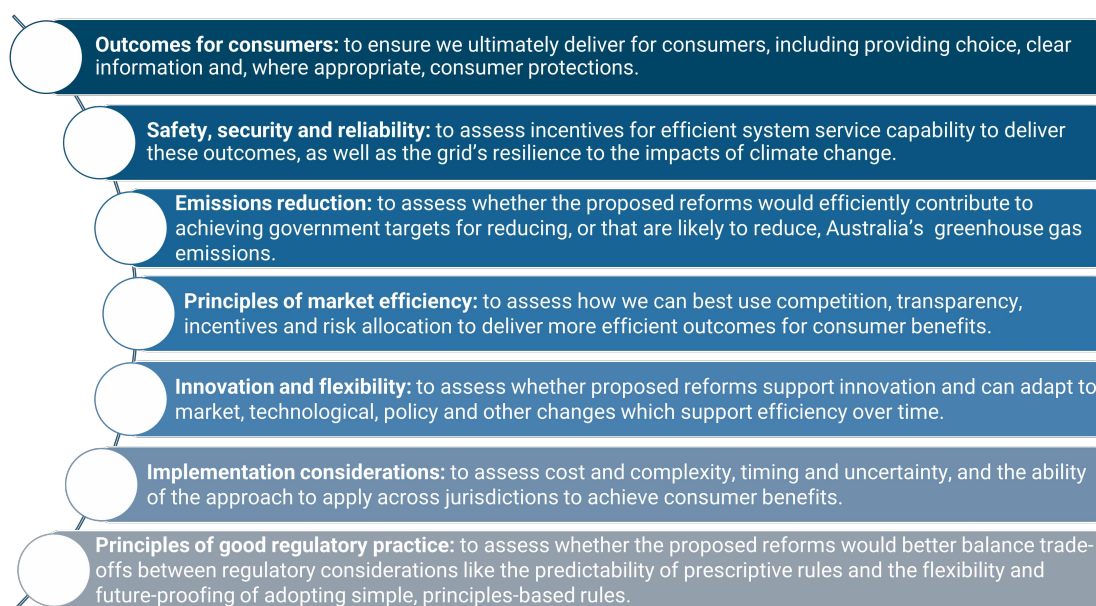 Outcomes for consumers: to ensure we ultimately deliver for consumers, including providing choice, clear
information and, where appropriate, consumer protections.
Safety, security and reliability: to assess incentives for efficient system service capability to deliver
these outcomes, as well as the grid’s resilience to the impacts of climate change.
Emissions reduction: to assess whether the proposed reforms would efficiently contribute to
achieving government targets for reducing, or that are likely to reduce, Australia’s  greenhouse gas
emissions.
Principles of market efficiency: to assess how we can best use competition, transparency,
incentives and risk allocation to deliver more efficient outcomes for consumer benefits.
Innovation and flexibility: to assess whether proposed reforms support innovation and can adapt to
market, technological, policy and other changes which support efficiency over time.
Implementation considerations: to assess cost and complexity, timing and uncertainty, and the ability
of the approach to apply across jurisdictions to achieve consumer benefits.
Principles of good regulatory practice: to assess whether the proposed reforms would better balance trade-
offs between regulatory considerations like the predictability of prescriptive rules and the flexibility and
future-proofing of adopting simple, principles-based rules.